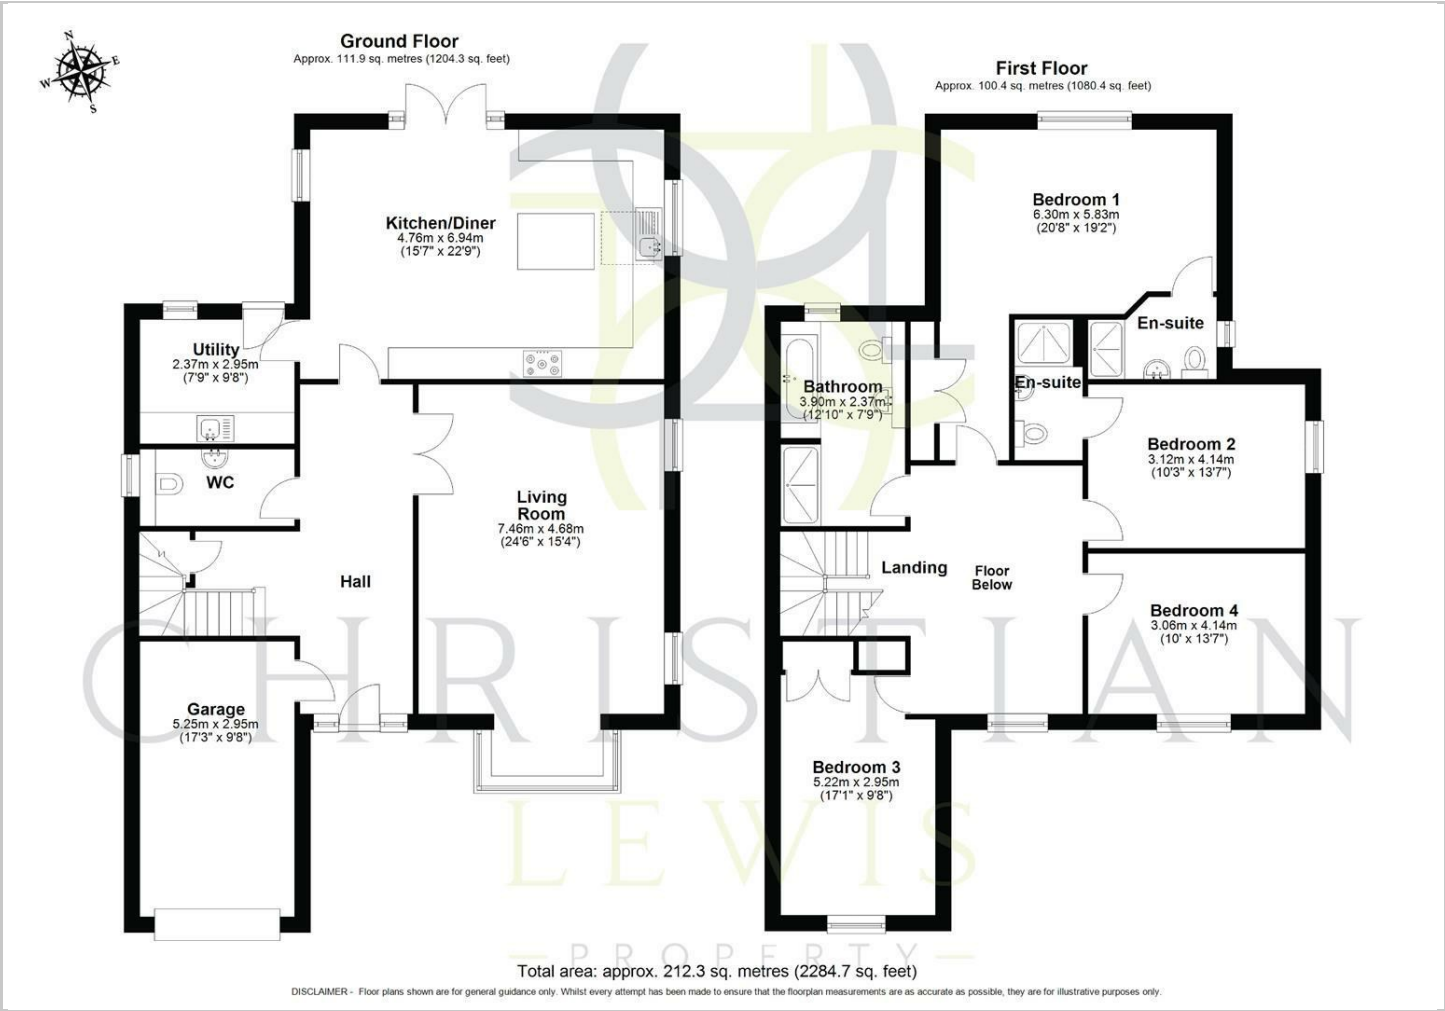 N
E
W
S
Ground Floor
Approx. 111.9 sq. metres (1204.3 sq. feet)
First Floor
Approx. 100.4 sq. metres (1080.4 sq. feet)
Kitchen/Diner
4.76m x 6.94m
(15'7" x 22'9")
Utility
2.37m x 2.95m
(7'9" x 9'8")
WC
Living
Room
7.46m x 4.68m
(24'6" x 15'4")
Hall
Garage
5.25m x 2.95m
(17'3" x 9'8")
Bedroom 1
6.30m x 5.83m
(20'8" x 19'2")
En-suite
En-suite
Bathroom
3.90m x 2.37m
(12'10" x 7'9")
Bedroom 2
3.12m x 4.14m
(10'3" x 13'7")
Landing
Floor
Below
Bedroom 4
3.06m x 4.14m
(10' x 13'7")
Bedroom 3
5.22m x 2.95m
(17'1" x 9'8")
CHRISTIAN
LEWIS
PROPERTY
Total area: approx. 212.3 sq. metres (2284.7 sq. feet)
DISCLAIMER - Floor plans shown are for general guidance only. Whilst every attempt has been made to ensure that the floorplan measurements are as accurate as possible, they are for illustrative purposes only.